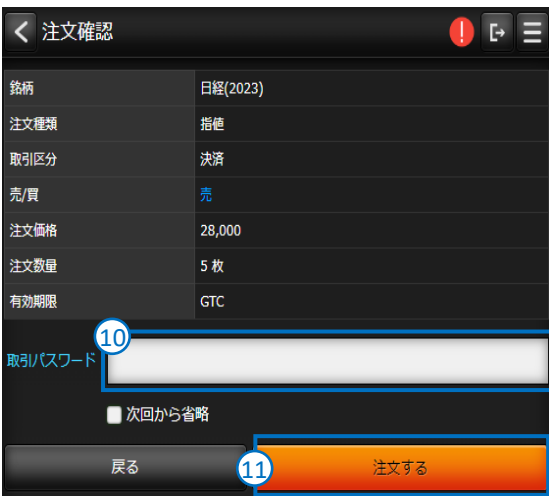 注文確認
銘柄 日経(2023)
注文種類 指値
取引区分 決済
売/買 売
注文価格 28,000
注文数量 5 枚
有効期限 GTC
10
取引パスワード
次回から省略
戻る 11 注文する